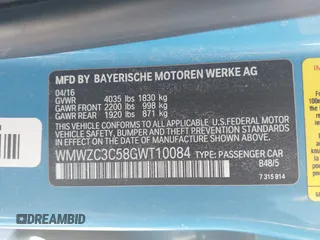 MFD BY BAYERISCHE MOTOREN WERKE AG
04/16
GVWR 4035 lbs 1830 kg
GAWR FRONT 2200 lbs 998 kg
GAWR REAR 1920 lbs 871 kg
THIS VEHICLE CONFORMS TO ALL APPLICABLE U.S.FEDERAL MOTOR
VEHICLE SAFETY, BUMPER, AND THEFT PREVENTION STANDARDS
IN EFFECT ON THE DATE OF MANUFACTURE SHOWN ABOVE.
WMWZC3C58GWT10084 TYPE: PASSENGER CAR
B48/5
7 315 814
DREAMBID